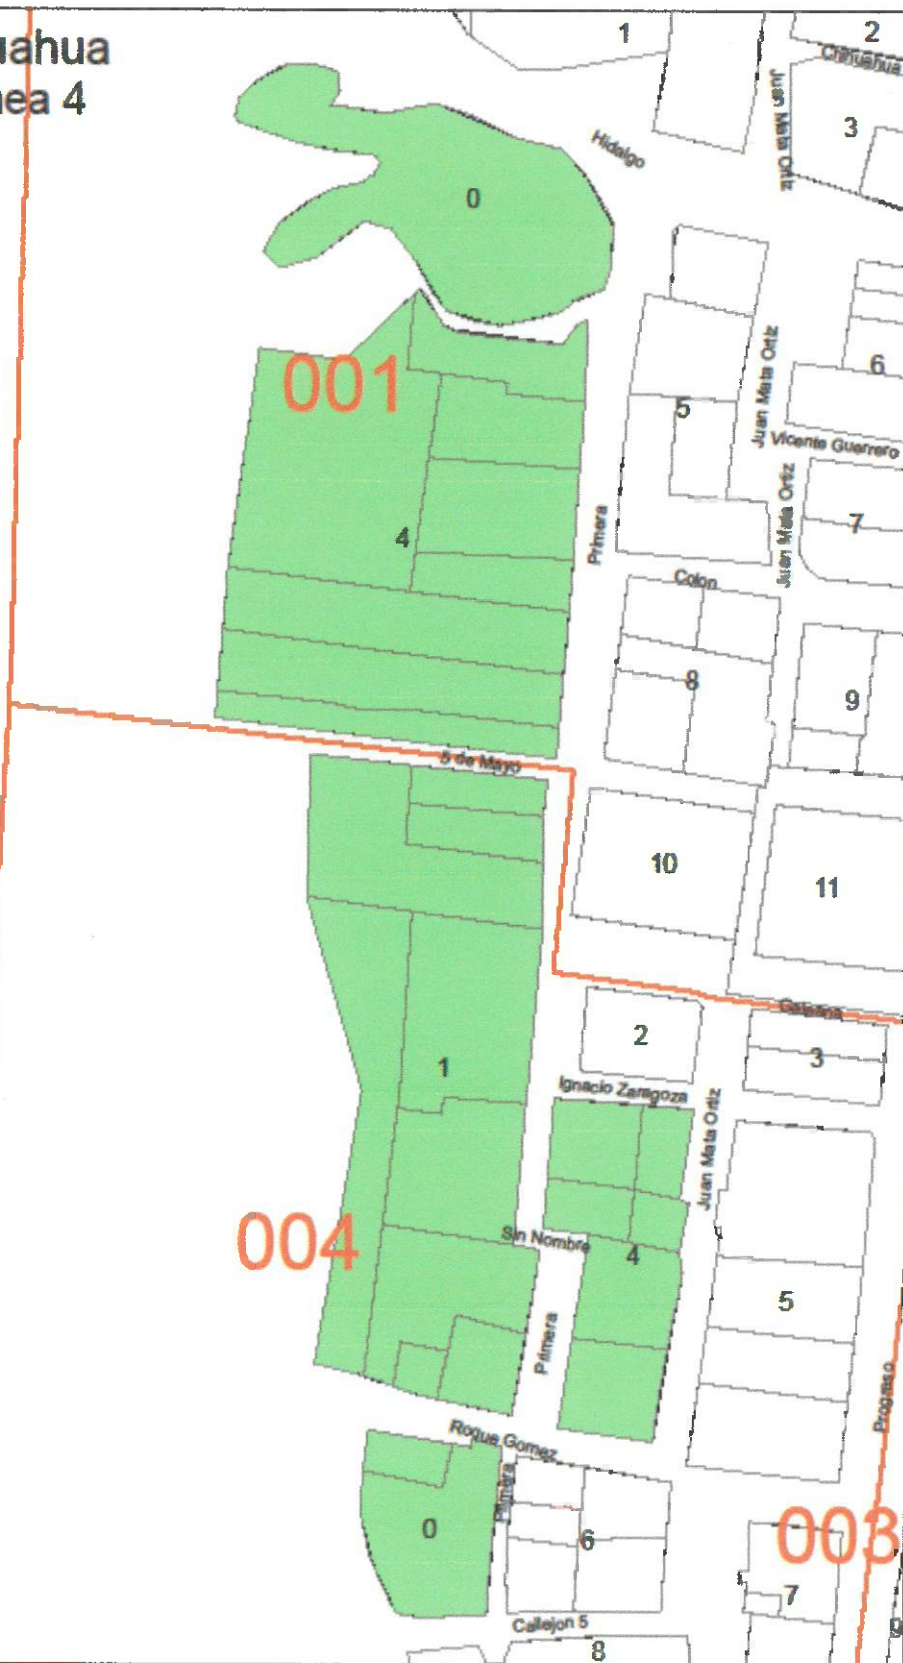 uahua
nea 4
1
2
Chihuahua
Juan Mata Ortiz
3
Hidalgo
0
001
5
Juan Mata Ortiz
6
Vicente Guerrero
4
Primera
Juan Mata Ortiz
7
Colon
8
9
5 de Mayo
10
11
Galeana
2
3
1
Ignacio Zaragoza
Juan Mata Ortiz
004
Sin Nombre
4
5
Primera
Progreso
Roque Gomez
Primera
0
6
003
7
9
Callejon 5
8